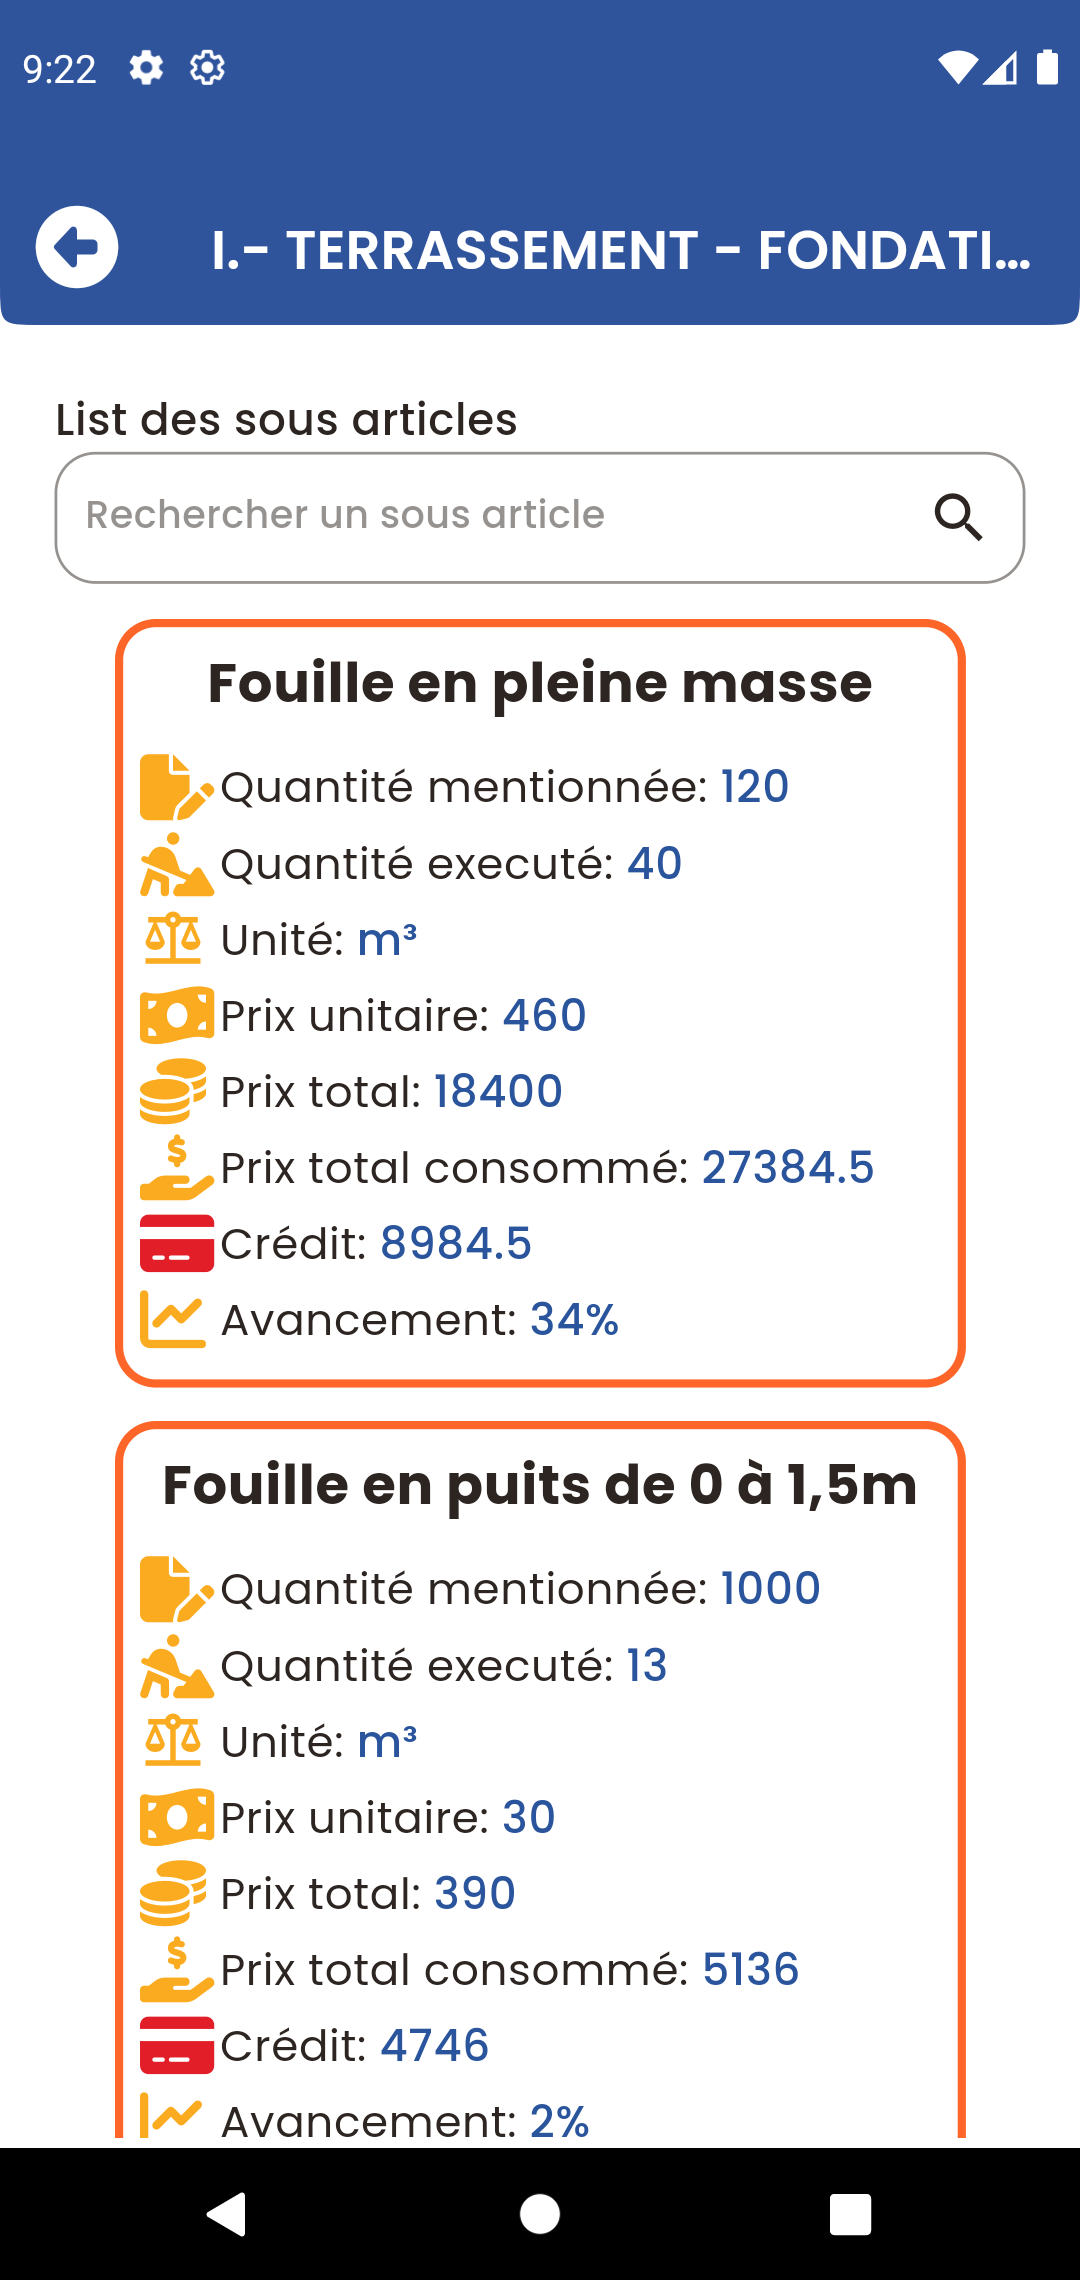 9:22
I.- TERRASSEMENT - FONDATI...
List des sous articles
Rechercher un sous article
Fouille en pleine masse
Quantité mentionnée: 120
Quantité executé: 40
Unité: m³
Prix unitaire: 460
Prix total: 18400
Prix total consommé: 27384.5
Crédit: 8984.5
Avancement: 34%
Fouille en puits de 0 à 1,5m
Quantité mentionnée: 1000
Quantité executé: 13
Unité: m³
Prix unitaire: 30
Prix total: 390
Prix total consommé: 5136
Crédit: 4746
Avancement: 2%